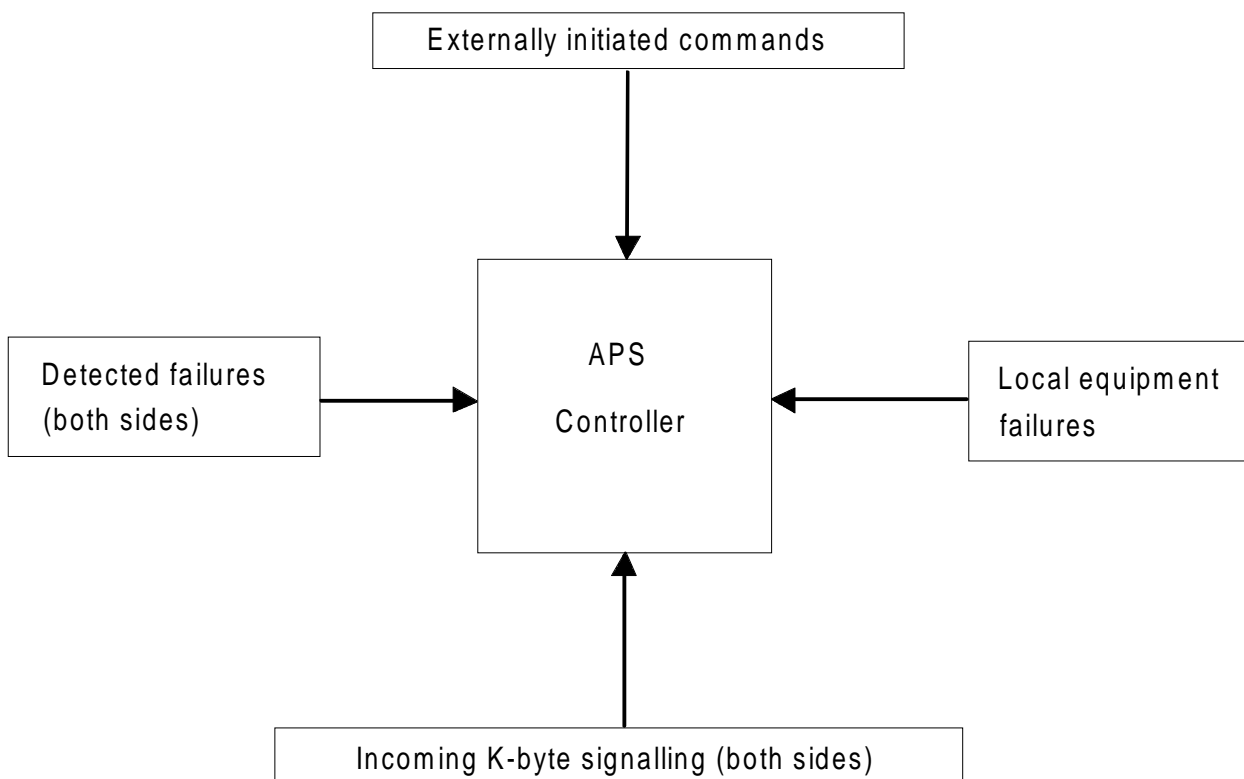 Externally initiated commands
Detected failures
(both sides)
APS
Controller
Local equipment
failures
Incoming K-byte signalling (both sides)